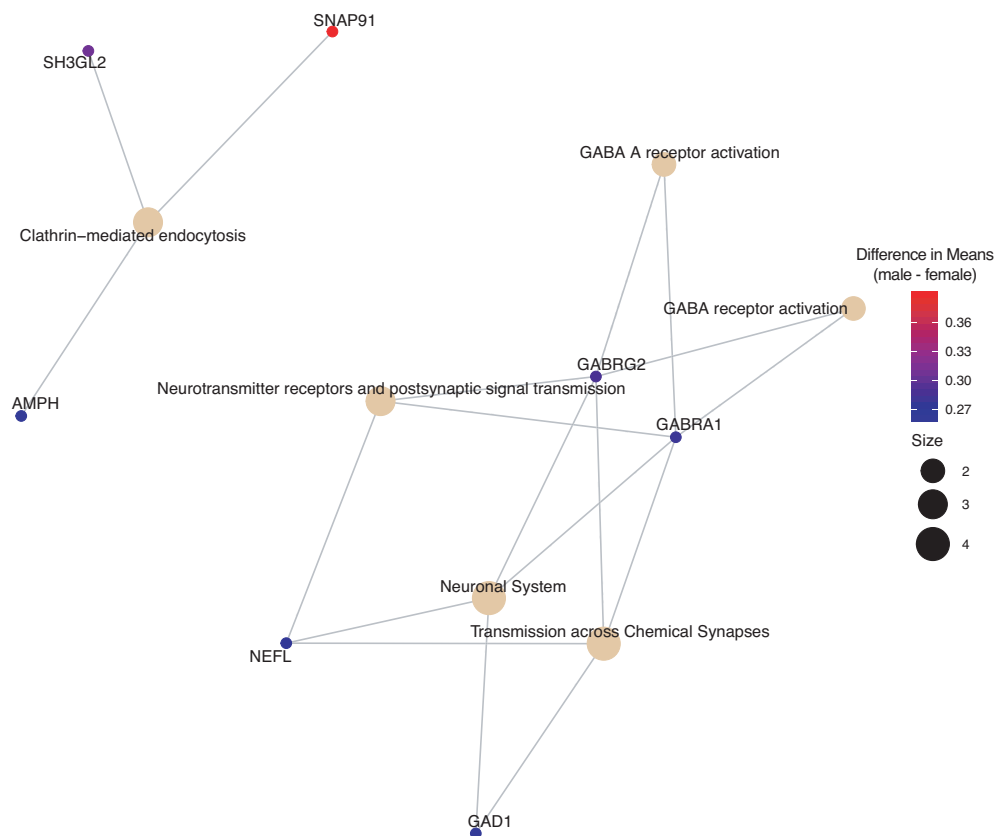 SNAP91
SH3GL2
GABA A receptor activation
Clathrin−mediated endocytosis
Difference in Means
(male - female)
GABA receptor activation
0.36
0.33
0.30
0.27
GABRG2
Neurotransmitter receptors and postsynaptic signal transmission
AMPH
GABRA1
Size
2
3
4
Neuronal System
Transmission across Chemical Synapses
NEFL
GAD1